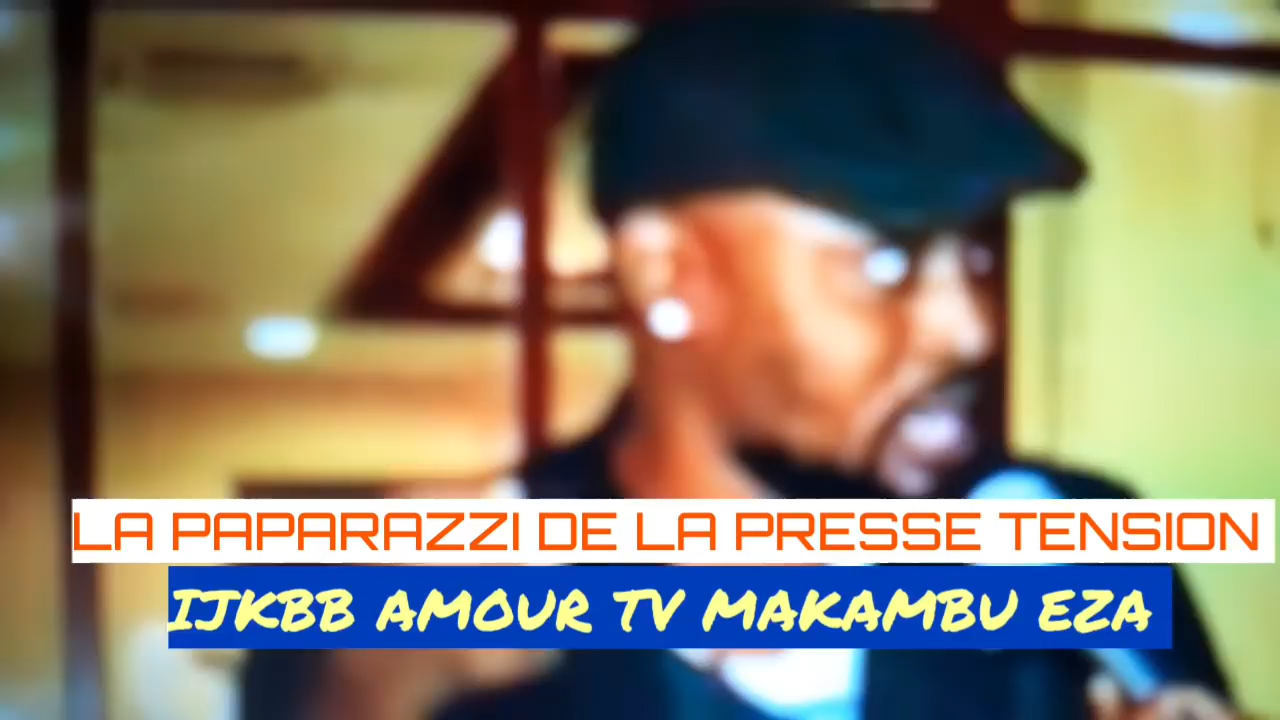 LA PAPARAZZI DE LA PRESSE TENSION
IJKBB AMOUR TV MAKAMBU EZA